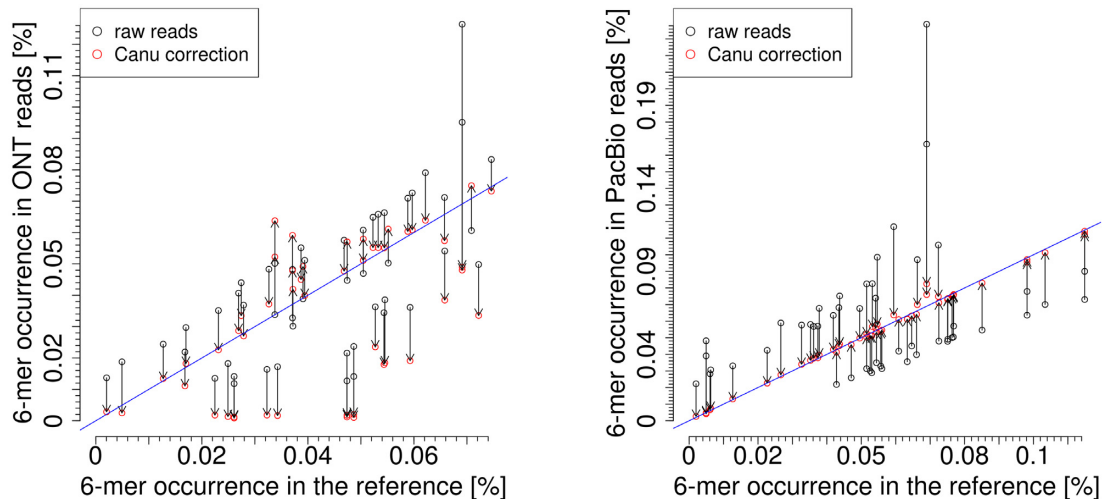 raw reads
Canu correction
6-mer occurrence in ONT reads [%]
0 0.02 0.05 0.08 0.11
0 0.02 0.04 0.06
6-mer occurrence in the reference [%]
raw reads
Canu correction
6-mer occurrence in PacBio reads [%]
0 0.04 0.09 0.14 0.19
0 0.02 0.05 0.08 0.1
6-mer occurrence in the reference [%]